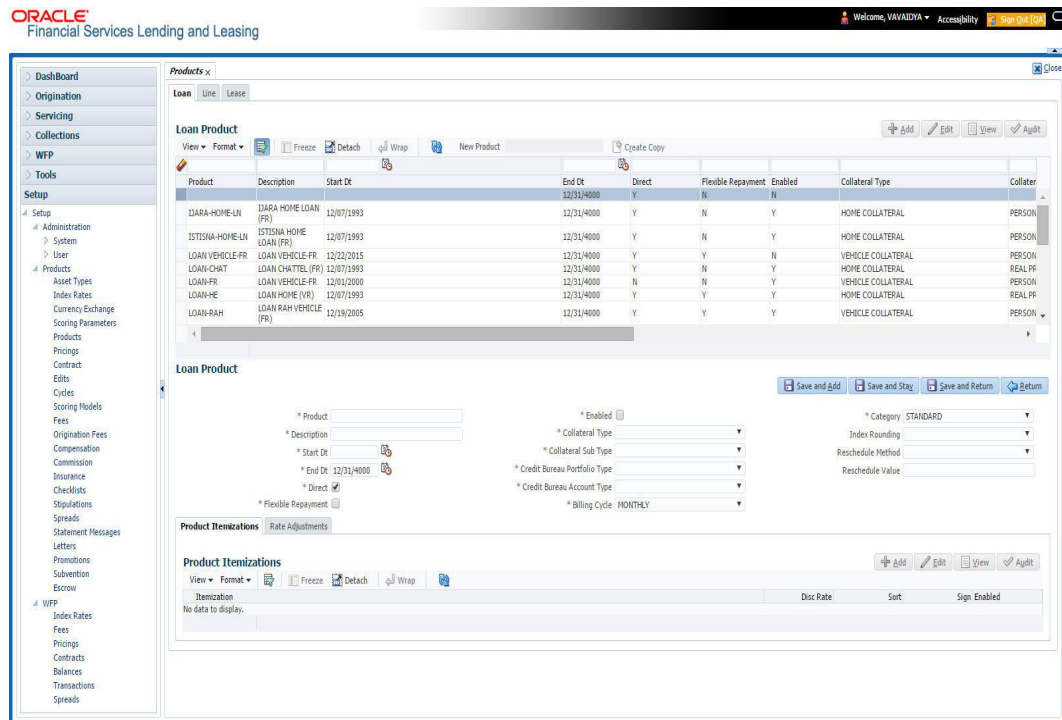 ORACLE'
Financial Services Lending and Leasing
Welcome, VAVAIDYA Accessibility Sign Out [QA]
Close
DashBoard
Origination
Servicing
Collections
WFP
Tools
Setup
Setup
Administration
System
User
Products
Asset Types
Index Rates
Currency Exchange
Scoring Parameters
Products
Pricings
Contract
Edits
Cycles
Scoring Models
Fees
Origination Fees
Compensation
Commission
Insurance
Checklists
Stipulations
Spreads
Statement Messages
Letters
Promotions
Subvention
Escrow
WFP
Index Rates
Fees
Pricings
Contracts
Balances
Transactions
Spreads
Products x
Loan Line Lease
Loan Product
Add Edit View Audit
View Format Freeze Detach Wrap New Product Create Copy
Product Description Start Dt End Dt Direct Flexible Repayment Enabled Collateral Type Collater
12/31/4000 Y N N
IJARA-HOME-LN IJARA HOME LOAN (FR) 12/07/1993 12/31/4000 Y N Y HOME COLLATERAL PERSON
ISTISNA-HOME-LN ISTISNA HOME LOAN (FR) 12/07/1993 12/31/4000 Y N Y HOME COLLATERAL PERSON
LOAN VEHICLE-FR LOAN VEHICLE-FR 12/22/2015 12/31/4000 Y Y N VEHICLE COLLATERAL PERSON
LOAN-CHAT LOAN CHATTEL (FR) 12/07/1993 12/31/4000 Y N Y HOME COLLATERAL REAL PR
LOAN-FR LOAN VEHICLE-FR 12/01/2000 12/31/4000 N N Y VEHICLE COLLATERAL PERSON
LOAN-HE LOAN HOME (VR) 12/07/1993 12/31/4000 Y Y Y HOME COLLATERAL REAL PR
LOAN-RAH LOAN RAH VEHICLE (FR) 12/19/2005 12/31/4000 Y Y Y VEHICLE COLLATERAL PERSON
Loan Product
Save and Add Save and Stay Save and Return Return
* Product
* Description
* Start Dt
* End Dt 12/31/4000
* Direct
* Flexible Repayment
* Enabled
* Collateral Type
* Collateral Sub Type
* Credit Bureau Portfolio Type
* Credit Bureau Account Type
* Billing Cycle MONTHLY
* Category STANDARD
Index Rounding
Reschedule Method
Reschedule Value
Product Itemizations Rate Adjustments
Product Itemizations
Add Edit View Audit
View Format Freeze Detach Wrap
Itemization Disc Rate Sort Sign Enabled
No data to display.